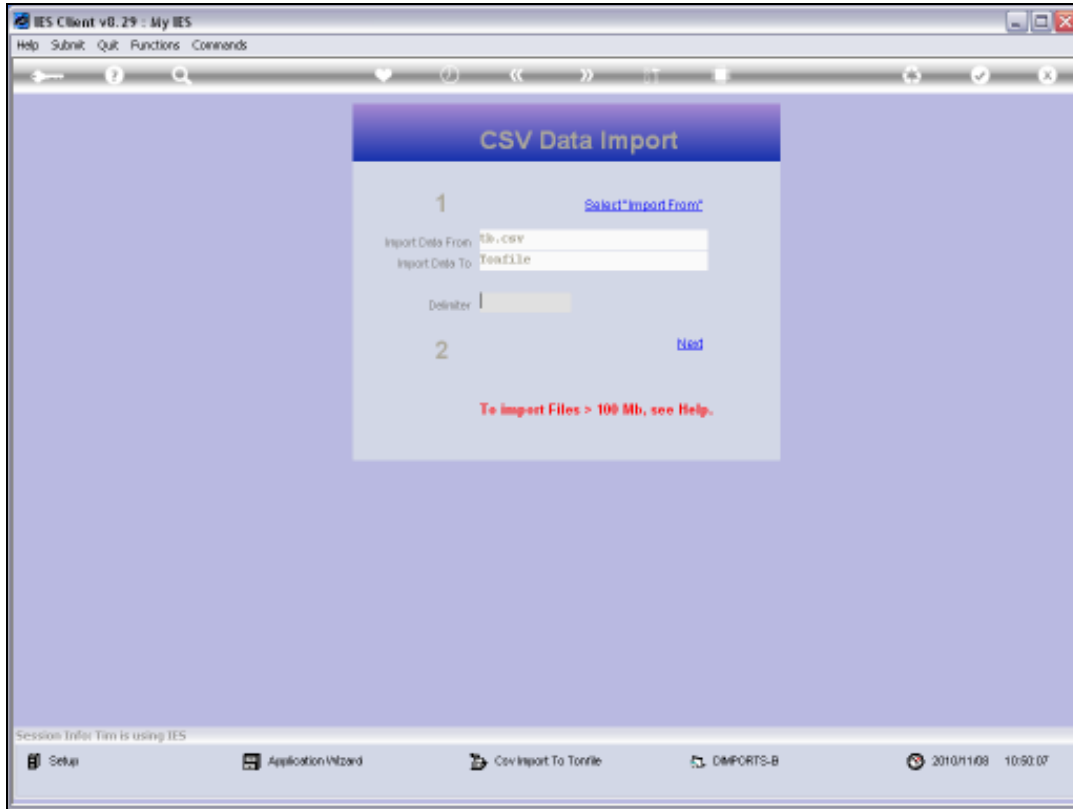 IES Client v8.29 : My IES
Help Submit Quit Functions Commands
CSV Data Import
1
Select "Import From"
Import Data From tb.csv
Import Data To Tonfile
Delimiter
2
Next
To import Files > 100 Mb, see Help.
Session Info: Tim is using IES
Setup Application Wizard Csv Import To Tonfile DIMPORTS-B 2010/11/08 10:50:07